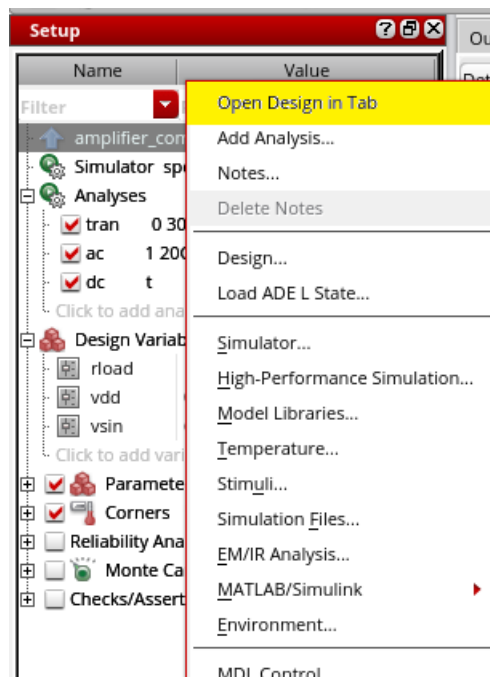 Setup
Ou
Name Value
Filter
amplifier_com
Simulator spe
Analyses
tran 0 30
ac 1 200
dc t
Click to add ana
Design Variab
rload
vdd
vsin
Click to add vari
Parameter
Corners
Reliability Ana
Monte Ca
Checks/Assert
Open Design in Tab
Add Analysis...
Notes...
Delete Notes
Design...
Load ADE L State...
Simulator...
High-Performance Simulation...
Model Libraries...
Temperature...
Stimuli...
Simulation Files...
EM/IR Analysis...
MATLAB/Simulink
Environment...
MDL Control